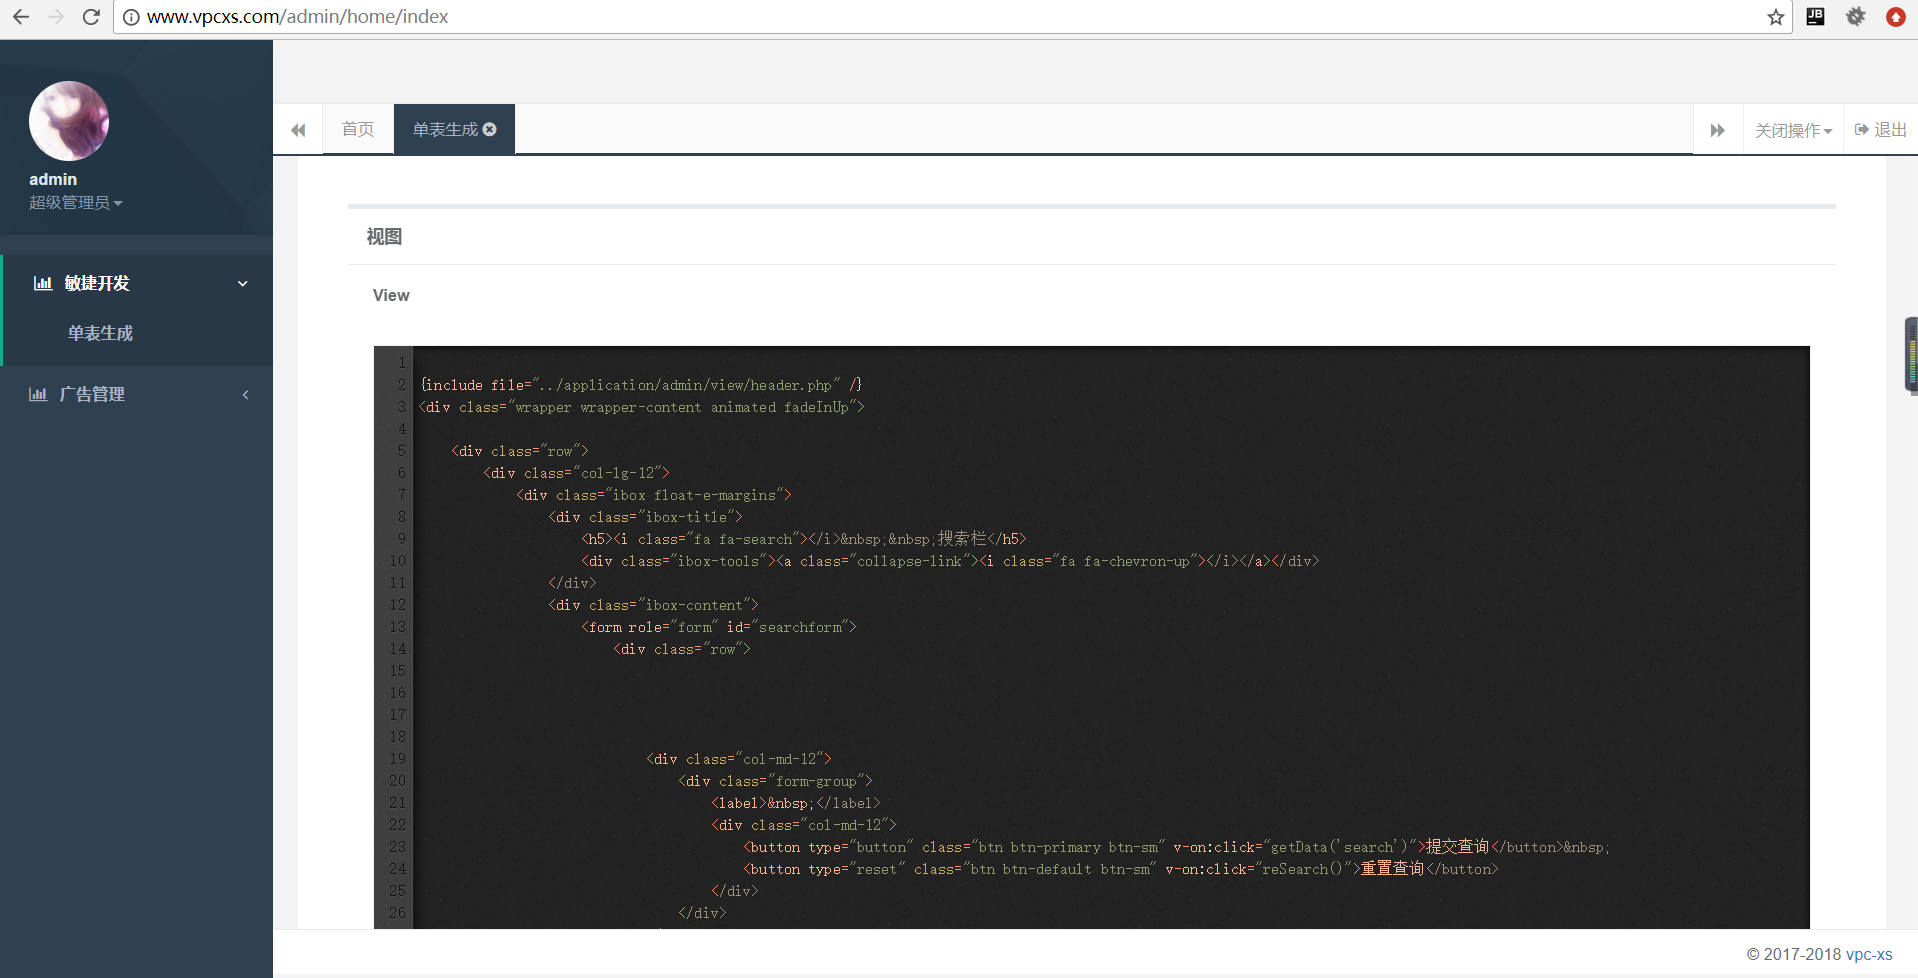 www.vpcxs.com/admin/home/index
JB
admin
超级管理员
敏捷开发
单表生成
广告管理
首页
单表生成
关闭操作
退出
视图
View
1
2 {include file="../application/admin/view/header.php" /}
3 <div class="wrapper wrapper-content animated fadeInUp">
4
5 <div class="row">
6 <div class="col-lg-12">
7 <div class="ibox float-e-margins">
8 <div class="ibox-title">
9 <h5><i class="fa fa-search"></i>&nbsp;&nbsp;搜索栏</h5>
10 <div class="ibox-tools"><a class="collapse-link"><i class="fa fa-chevron-up"></i></a></div>
11 </div>
12 <div class="ibox-content">
13 <form role="form" id="searchform">
14 <div class="row">
15
16
17
18
19 <div class="col-md-12">
20 <div class="form-group">
21 <label>&nbsp;</label>
22 <div class="col-md-12">
23 <button type="button" class="btn btn-primary btn-sm" v-on:click="getData('search')">提交查询</button>&nbsp;
24 <button type="reset" class="btn btn-default btn-sm" v-on:click="reSearch()">重置查询</button>
25 </div>
26 </div>
© 2017-2018 vpc-xs